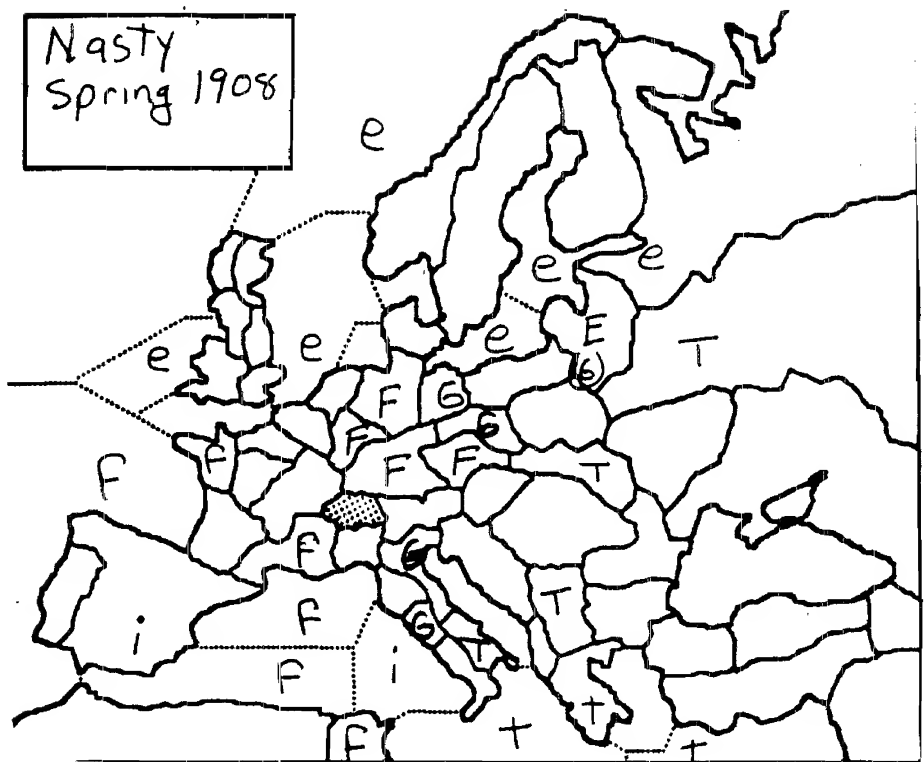 Nasty
Spring 1908
e
e e
e e e E T
G
F G
F G
F F F F T
F G
T
F G
i T
F i
t
F t t